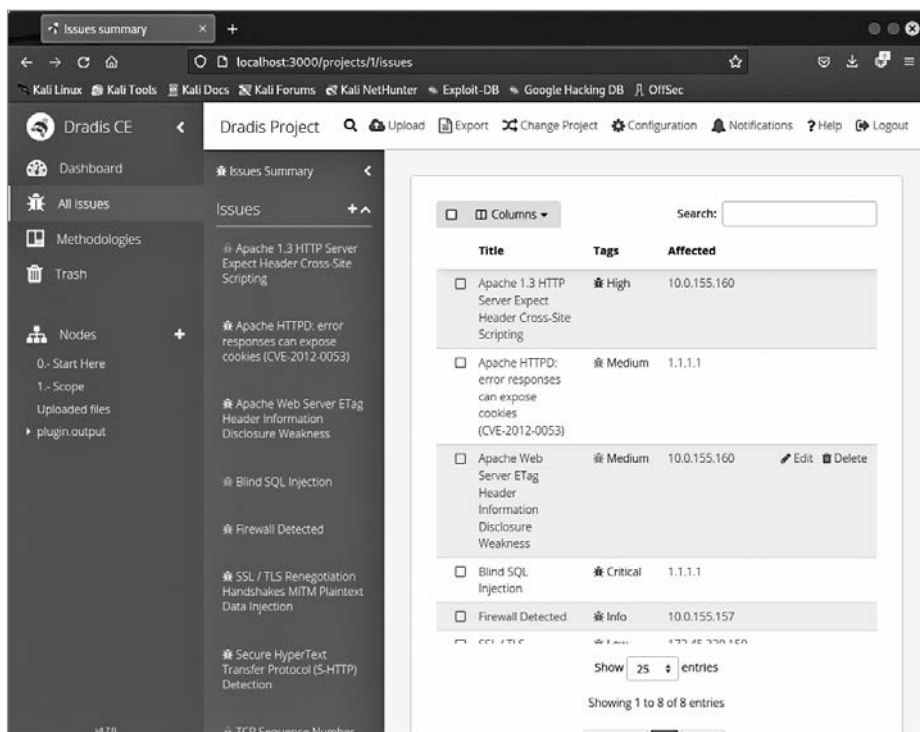 Issues summary
localhost:3000/projects/1/issues
Kali Linux Kali Tools Kali Docs Kali Forums Kali NetHunter Exploit-DB Google Hacking DB OffSec
Dradis CE
Dashboard
All issues
Methodologies
Trash
Nodes
0.- Start Here
1.- Scope
Uploaded files
plugin.output
Dradis Project Upload Export Change Project Configuration Notifications ? Help Logout
Issues Summary
Issues
Apache 1.3 HTTP Server
Expect Header Cross-Site
Scripting
Apache HTTPD: error
responses can expose
cookies (CVE-2012-0053)
Apache Web Server ETag
Header Information
Disclosure Weakness
Blind SQL Injection
Firewall Detected
SSL / TLS Renegotiation
Handshakes MiTM Plaintext
Data Injection
Secure HyperText
Transfer Protocol (S-HTTP)
Detection
TCP Sequence Number
Columns
Search:
Title Tags Affected
Apache 1.3 HTTP High 10.0.155.160
Server Expect
Header Cross-Site
Scripting
Apache HTTPD: Medium 1.1.1.1
error responses
can expose
cookies
(CVE-2012-0053)
Apache Web Medium 10.0.155.160 Edit Delete
Server ETag
Header
Information
Disclosure
Weakness
Blind SQL Critical 1.1.1.1
Injection
Firewall Detected Info 10.0.155.157
SSL / TLS Low
Show 25 entries
Showing 1 to 8 of 8 entries